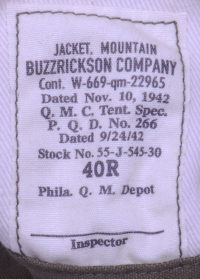 JACKET, MOUNTAIN
BUZZRICKSON COMPANY
Cont. W-669-qm-22965
Dated Nov. 10, 1942
Q. M. C. Tent. Spec.
P. Q. D. No. 266
Dated 9/24/42
Stock No. 55-J-545-30
40R
Phila. Q. M. Depot
Inspector